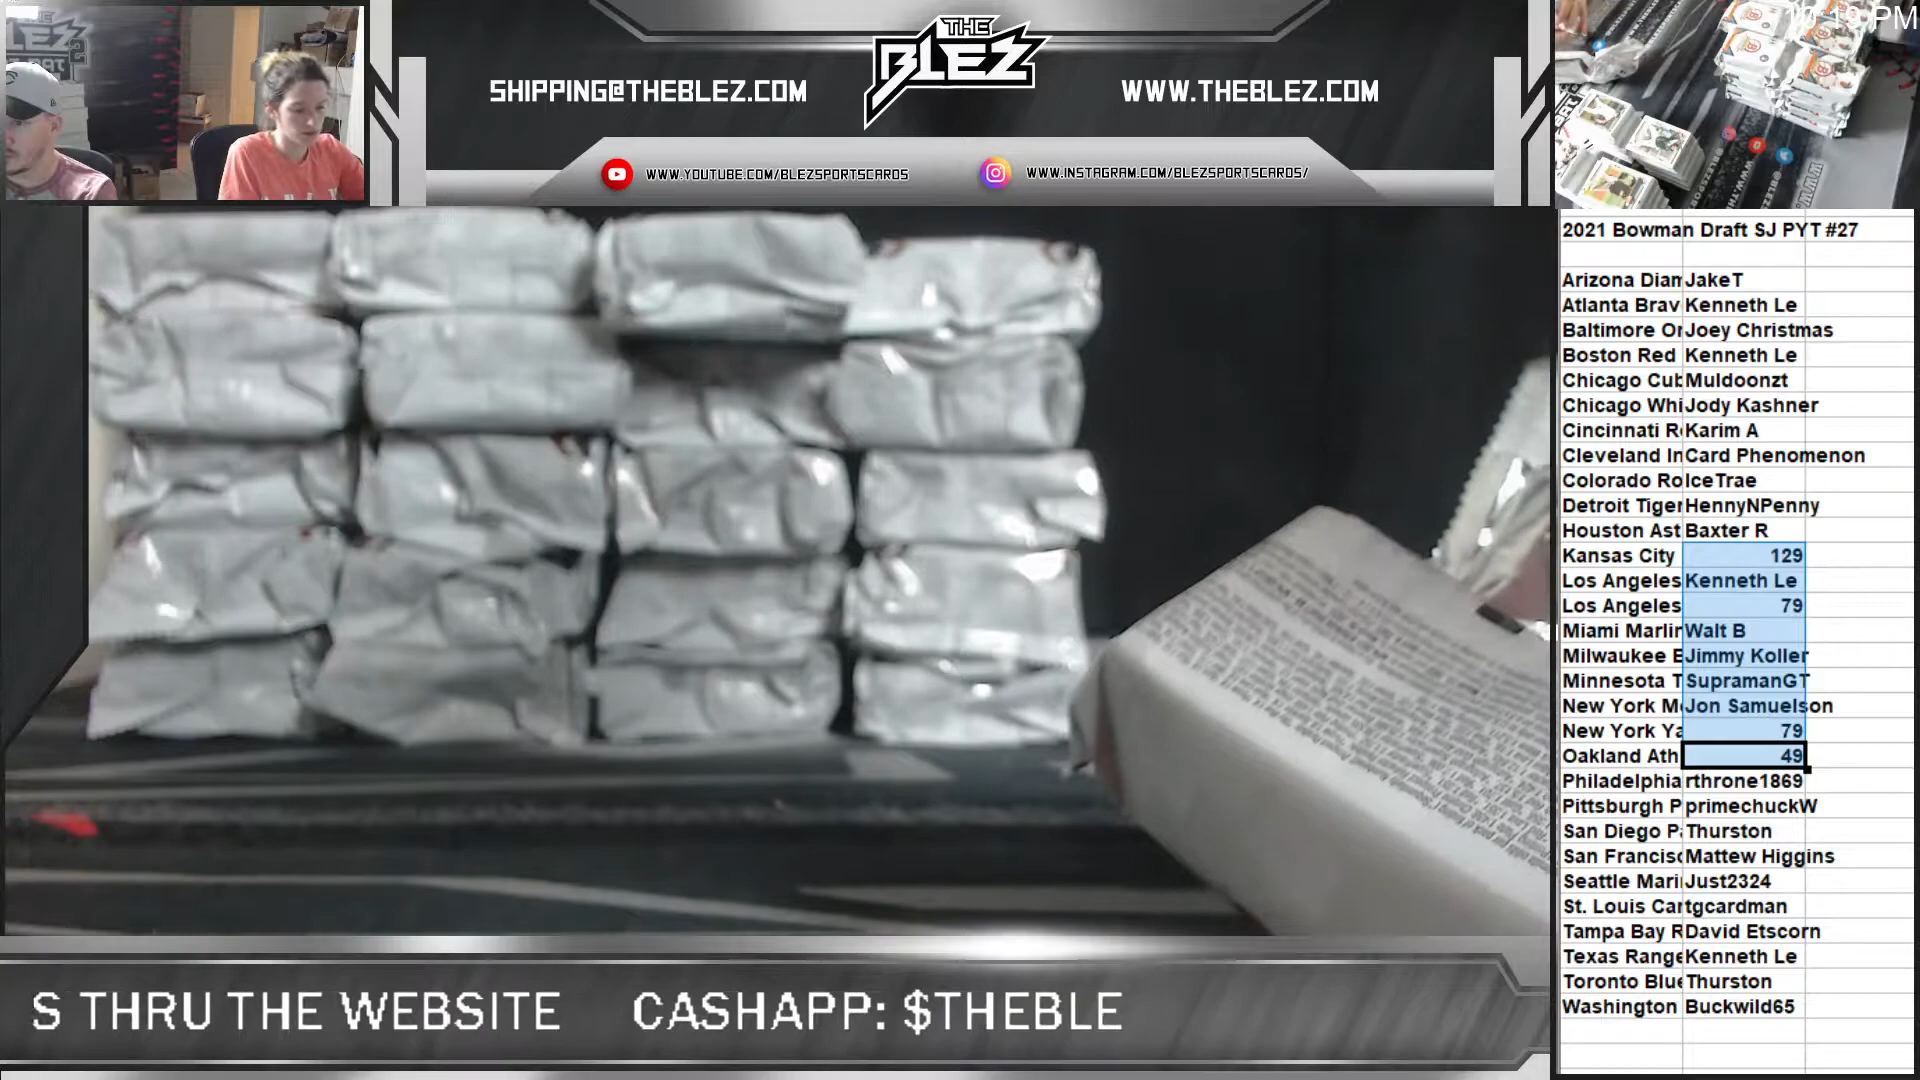 THE
BLEZ
SHIPPING@THEBLEZ.COM
WWW.THEBLEZ.COM
WWW.YOUTUBE.COM/BLEZSPORTSCARDS
WWW.INSTAGRAM.COM/BLEZSPORTSCARDS/
:19 PM
2021 Bowman Draft SJ PYT #27
Arizona Diam JakeT
Atlanta Brav Kenneth Le
Baltimore Or Joey Christmas
Boston Red Kenneth Le
Chicago Cub Muldoonzt
Chicago Whi Jody Kashner
Cincinnati Re Karim A
Cleveland In Card Phenomenon
Colorado Ro IceTrae
Detroit Tiger HennyNPenny
Houston Ast Baxter R
Kansas City 129
Los Angeles Kenneth Le
Los Angeles 79
Miami Marlin Walt B
Milwaukee B Jimmy Koller
Minnesota T SupramanGT
New York Me Jon Samuelson
New York Ya 79
Oakland Ath 49
Philadelphia rthrone1869
Pittsburgh P primechuckW
San Diego Pa Thurston
San Francisc Mattew Higgins
Seattle Mari Just2324
St. Louis Car tgcardman
Tampa Bay R David Etscorn
Texas Range Kenneth Le
Toronto Blue Thurston
Washington Buckwild65
S THRU THE WEBSITE CASHAPP: $THEBLE